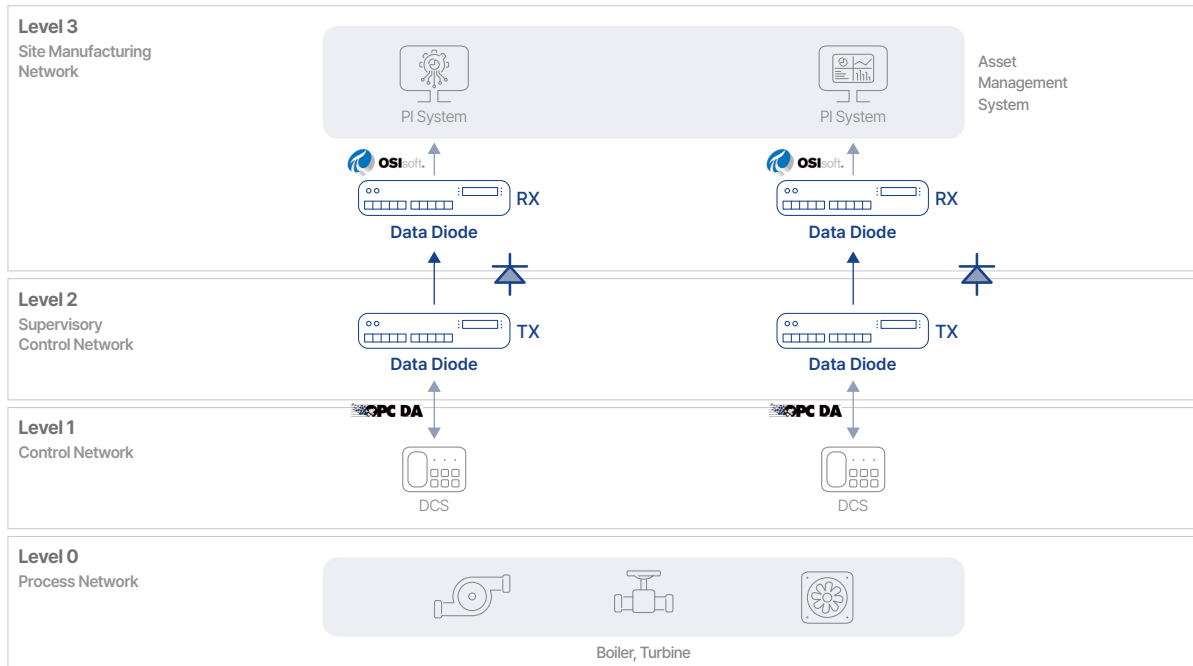 Level 3
Site Manufacturing
Network
PI System
PI System
Asset
Management
System
OSIsoft.
OSIsoft.
RX
RX
Data Diode
Data Diode
Level 2
Supervisory
Control Network
TX
TX
Data Diode
Data Diode
OPC DA
OPC DA
Level 1
Control Network
DCS
DCS
Level 0
Process Network
Boiler, Turbine